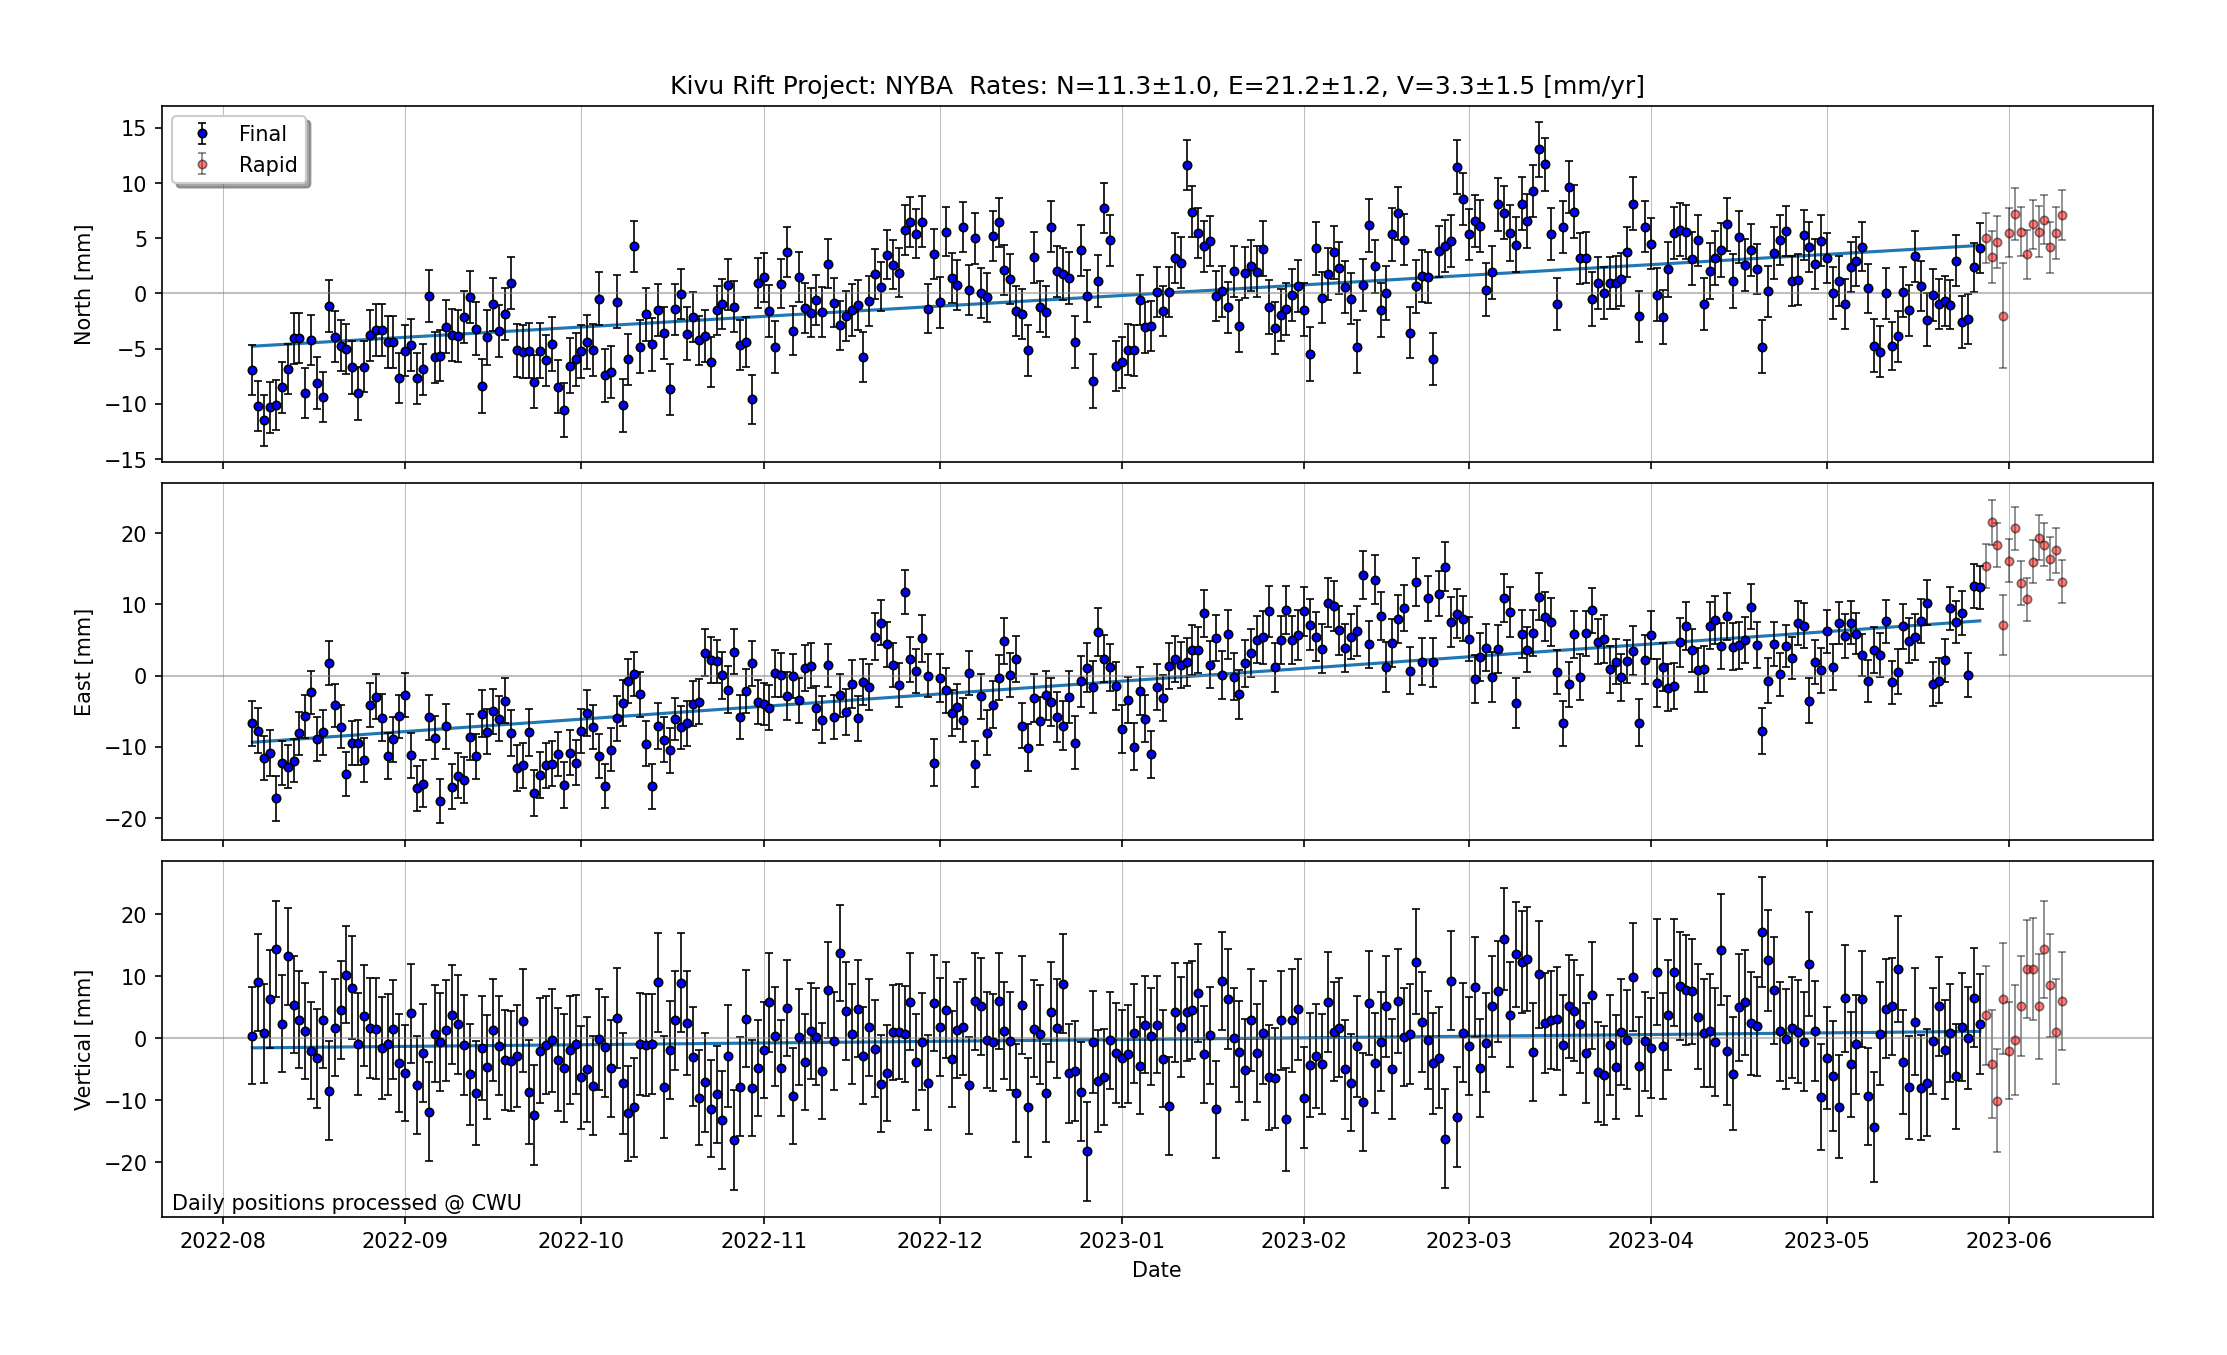 Kivu Rift Project: NYBA  Rates: N=11.3±1.0, E=21.2±1.2, V=3.3±1.5 [mm/yr]
Final
Rapid
North [mm]
15
10
5
0
−5
−10
−15
East [mm]
20
10
0
−10
−20
Vertical [mm]
20
10
0
−10
−20
Daily positions processed @ CWU
2022-08 2022-09 2022-10 2022-11 2022-12 2023-01 2023-02 2023-03 2023-04 2023-05 2023-06
Date